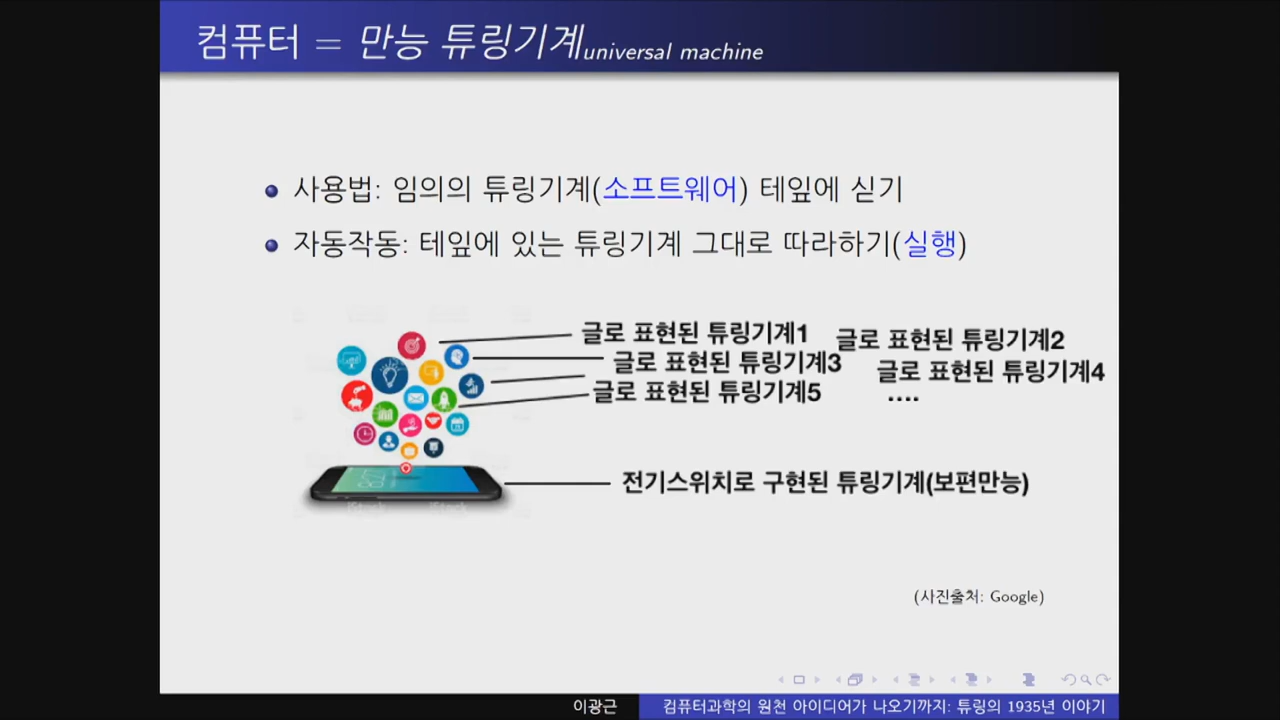 컴퓨터 = 만능 튜링기계universal machine
사용법: 임의의 튜링기계(소프트웨어) 테잎에 싣기
자동작동: 테잎에 있는 튜링기계 그대로 따라하기(실행)
글로 표현된 튜링기계1
글로 표현된 튜링기계2
글로 표현된 튜링기계3
글로 표현된 튜링기계4
글로 표현된 튜링기계5
....
전기스위치로 구현된 튜링기계(보편만능)
(사진출처: Google)
이광근
컴퓨터과학의 원천 아이디어가 나오기까지: 튜링의 1935년 이야기